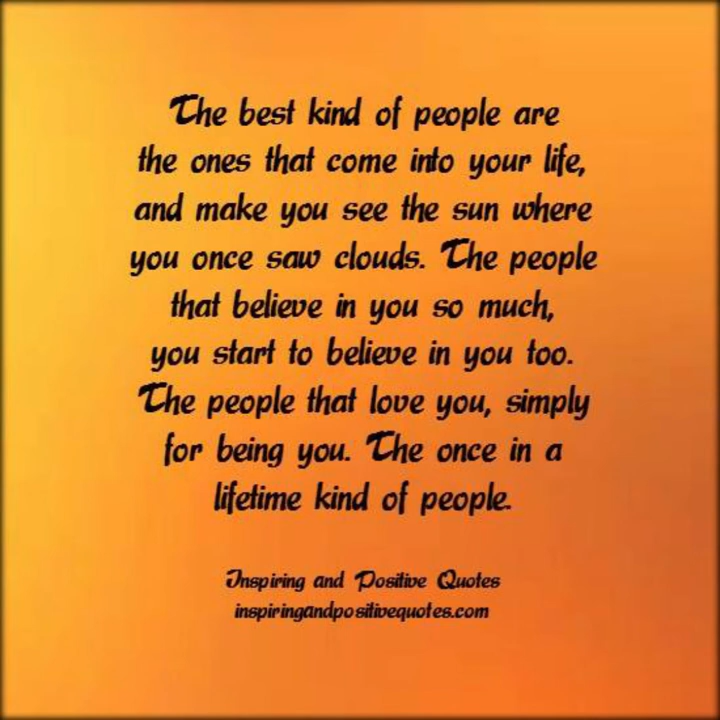 The best kind of people are
the ones that come into your life,
and make you see the sun where
you once saw clouds. The people
that believe in you so much,
you start to believe in you too.
The people that love you, simply
for being you. The once in a
lifetime kind of people.
Inspiring and Positive Quotes
inspiringandpositivequotes.com